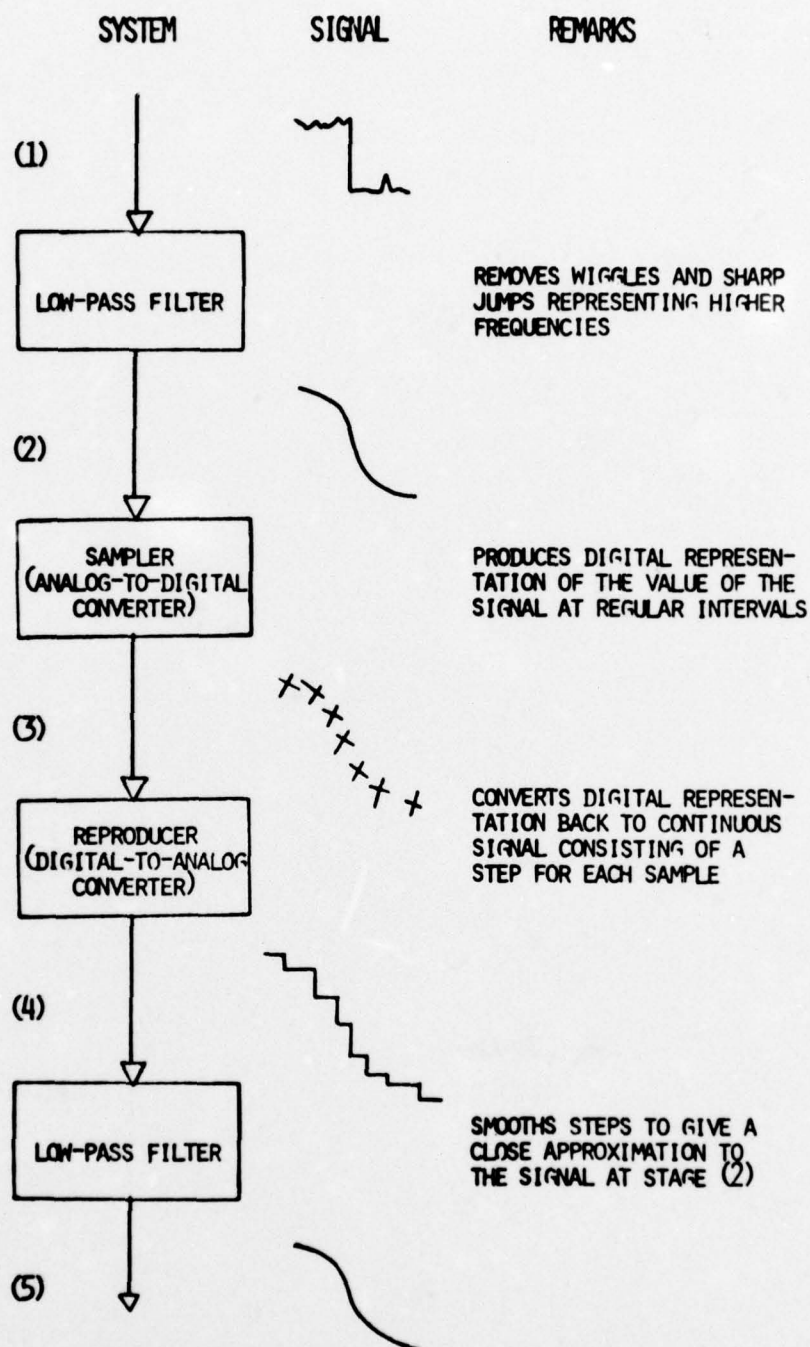 SYSTEM SIGNAL REMARKS
(1)
LOW-PASS FILTER
REMOVES WIGGLES AND SHARP
JUMPS REPRESENTING HIGHER
FREQUENCIES
(2)
SAMPLER
(ANALOG-TO-DIGITAL
CONVERTER)
PRODUCES DIGITAL REPRESEN-
TATION OF THE VALUE OF THE
SIGNAL AT REGULAR INTERVALS
(3)
REPRODUCER
(DIGITAL-TO-ANALOG
CONVERTER)
CONVERTS DIGITAL REPRESEN-
TATION BACK TO CONTINUOUS
SIGNAL CONSISTING OF A
STEP FOR EACH SAMPLE
(4)
LOW-PASS FILTER
SMOOTHS STEPS TO GIVE A
CLOSE APPROXIMATION TO
THE SIGNAL AT STAGE (2)
(5)